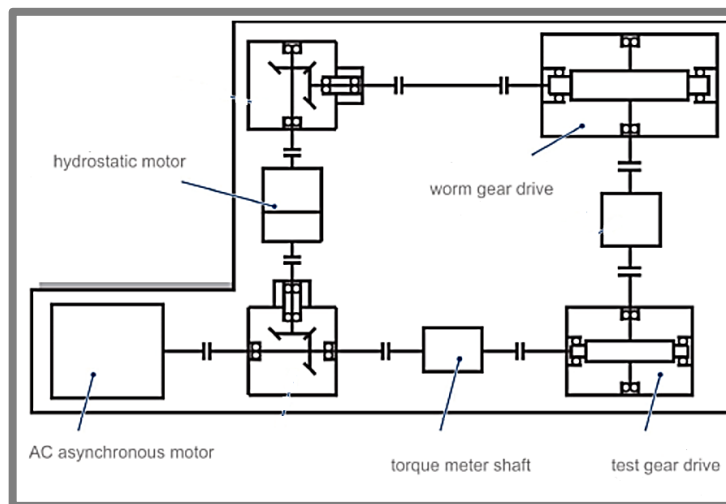 hydrostatic motor
worm gear drive
AC asynchronous motor
torque meter shaft
test gear drive